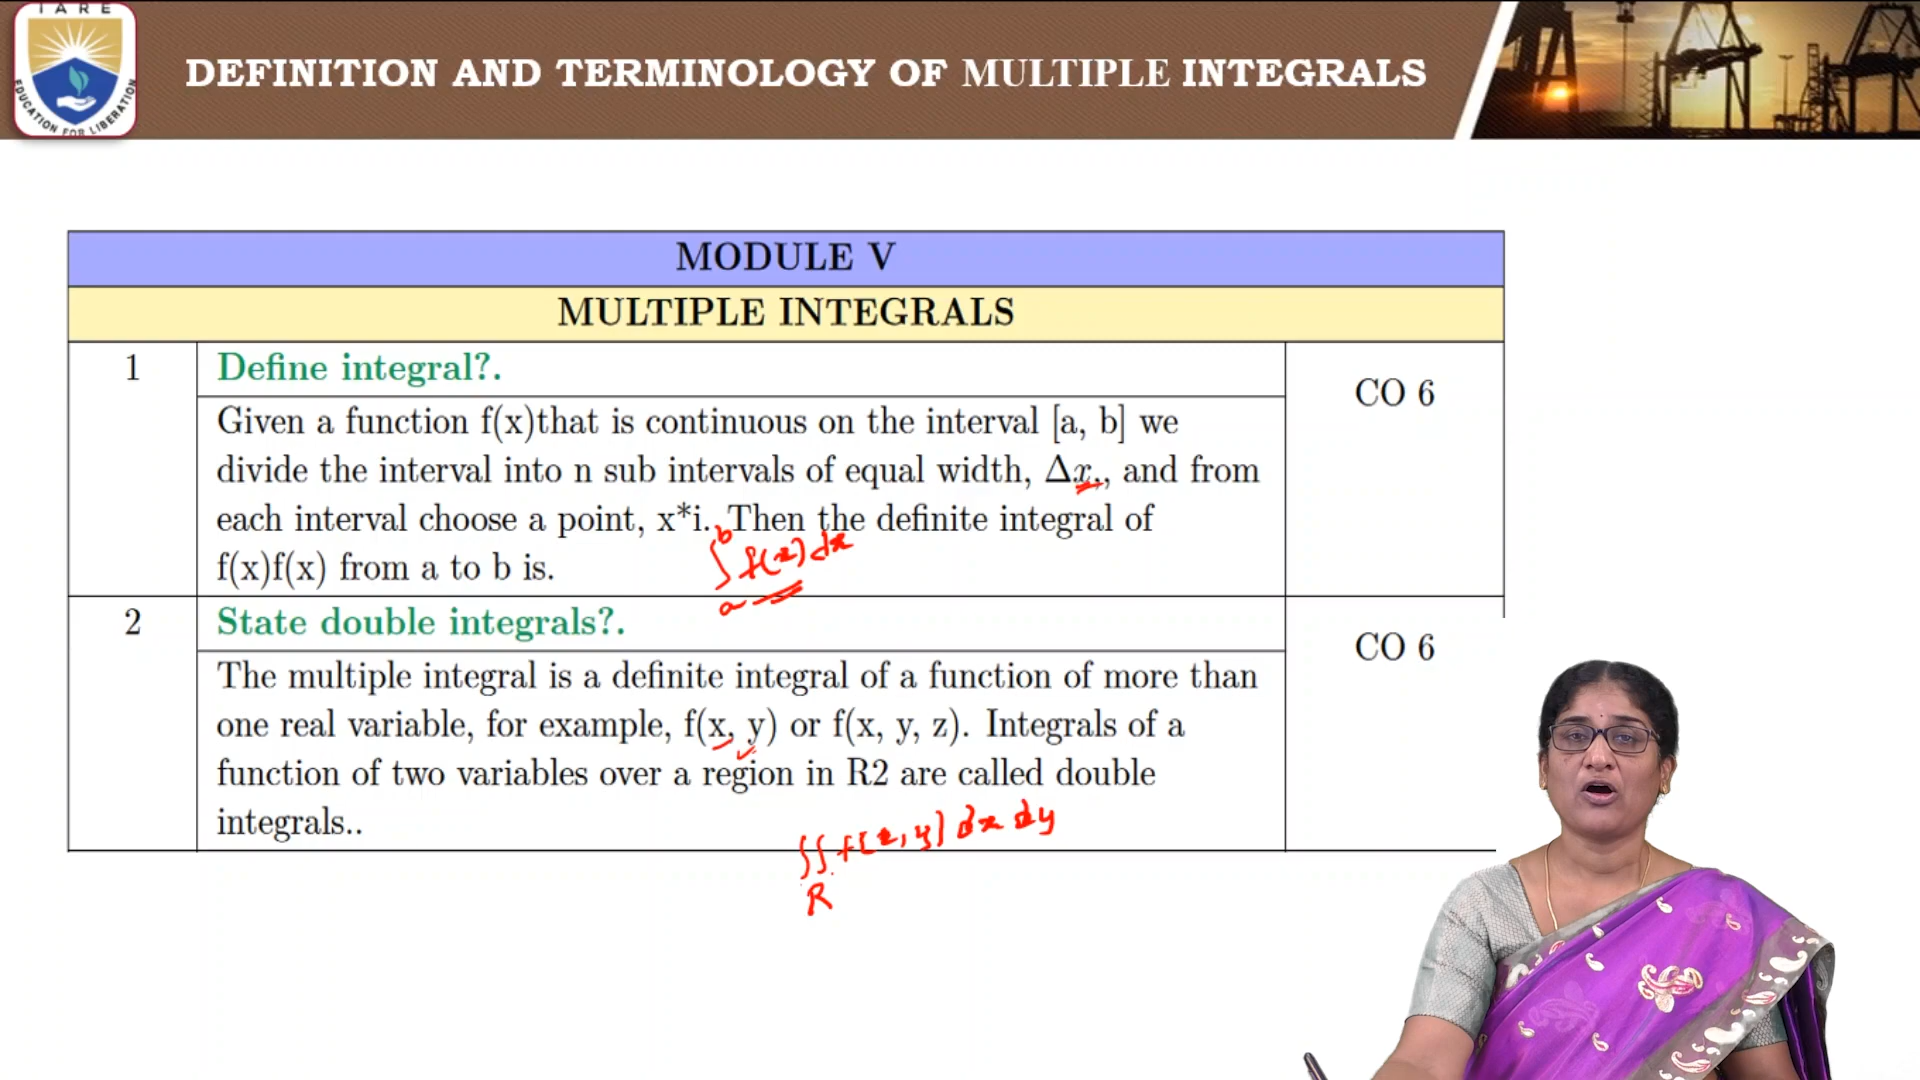 IARE
EDUCATION FOR LIBERATION
DEFINITION AND TERMINOLOGY OF MULTIPLE INTEGRALS
MODULE V
MULTIPLE INTEGRALS
1
Define integral?.
CO 6
Given a function f(x)that is continuous on the interval [a, b] we
divide the interval into n sub intervals of equal width, Δx., and from
each interval choose a point, x*i. Then the definite integral of
f(x)f(x) from a to b is.
∫_a^b f(x) dx
2
State double integrals?.
CO 6
The multiple integral is a definite integral of a function of more than
one real variable, for example, f(x, y) or f(x, y, z). Integrals of a
function of two variables over a region in R2 are called double
integrals..
∬_R f(x, y) dx dy